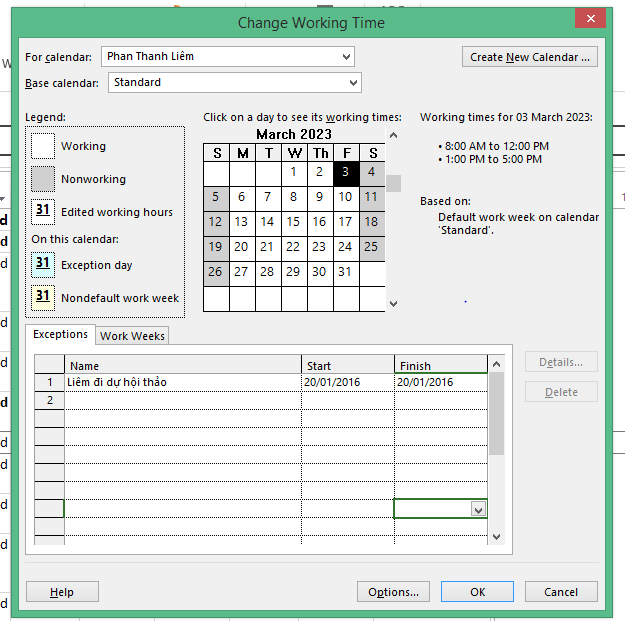 Change Working Time
For calendar: Phan Thanh Liêm
Create New Calendar ...
Base calendar: Standard
Legend:
Working
Nonworking
31 Edited working hours
On this calendar:
31 Exception day
31 Nondefault work week
Click on a day to see its working times:
March 2023
S M T W Th F S
1 2 3 4
5 6 7 8 9 10 11
12 13 14 15 16 17 18
19 20 21 22 23 24 25
26 27 28 29 30 31
Working times for 03 March 2023:
• 8:00 AM to 12:00 PM
• 1:00 PM to 5:00 PM
Based on:
Default work week on calendar
'Standard'.
Exceptions Work Weeks
Name Start Finish
1 Liêm đi dự hội thảo 20/01/2016 20/01/2016
2
Details...
Delete
Help Options... OK Cancel